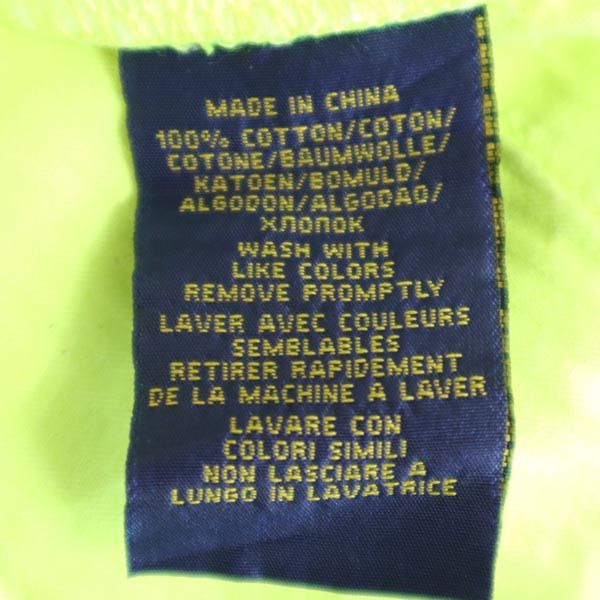 MADE IN CHINA
100% COTTON/COTON/
COTONE/BAUMWOLLE/
KATOEN/BOMULD/
ALGODON/ALGODAO/
ХЛОПОК
WASH WITH
LIKE COLORS
REMOVE PROMPTLY
LAVER AVEC COULEURS
SEMBLABLES
RETIRER RAPIDEMENT
DE LA MACHINE A LAVER
LAVARE CON
COLORI SIMILI
NON LASCIARE A
LUNGO IN LAVATRICE